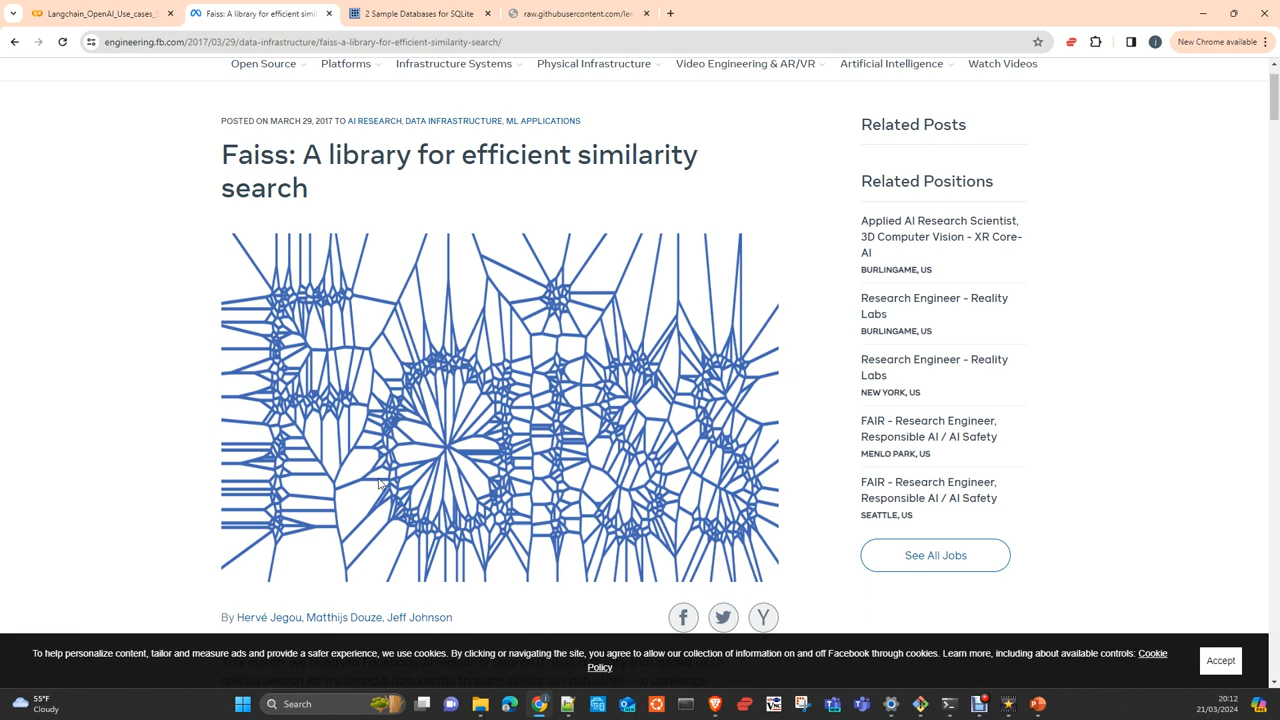 Langchain_OpenAI_Use_cases_
Faiss: A library for efficient simil
2 Sample Databases for SQLite
raw.githubusercontent.com/ler
engineering.fb.com/2017/03/29/data-infrastructure/faiss-a-library-for-efficient-similarity-search/
New Chrome available
Open Source
Platforms
Infrastructure Systems
Physical Infrastructure
Video Engineering & AR/VR
Artificial Intelligence
Watch Videos
POSTED ON MARCH 29, 2017 TO AI RESEARCH, DATA INFRASTRUCTURE, ML APPLICATIONS
Faiss: A library for efficient similarity
search
By Hervé Jegou, Matthijs Douze, Jeff Johnson
Related Posts
Related Positions
Applied AI Research Scientist,
3D Computer Vision - XR Core-
AI
BURLINGAME, US
Research Engineer - Reality
Labs
BURLINGAME, US
Research Engineer - Reality
Labs
NEW YORK, US
FAIR - Research Engineer,
Responsible AI / AI Safety
MENLO PARK, US
FAIR - Research Engineer,
Responsible AI / AI Safety
SEATTLE, US
See All Jobs
To help personalize content, tailor and measure ads and provide a safer experience, we use cookies. By clicking or navigating the site, you agree to allow our collection of information on and off Facebook through cookies. Learn more, including about available controls: Cookie
Policy
Accept
55°F
Cloudy
Search
20:12
21/03/2024